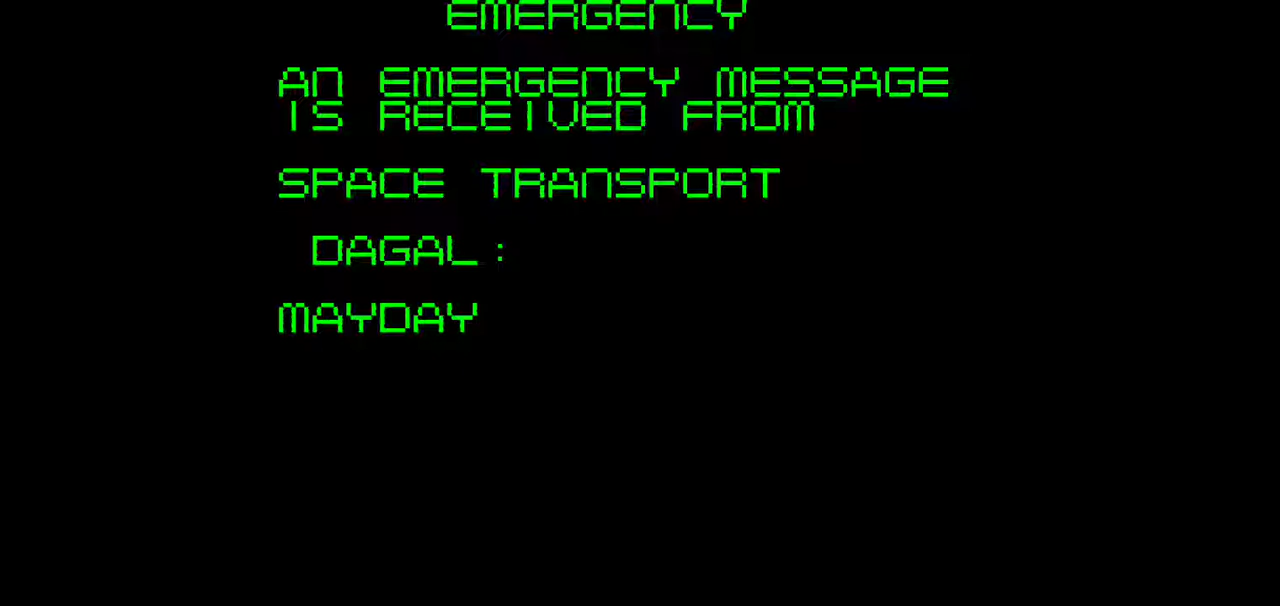 EMERGENCY
AN EMERGENCY MESSAGE
IS RECEIVED FROM
SPACE TRANSPORT
DAGAL:
MAYDAY